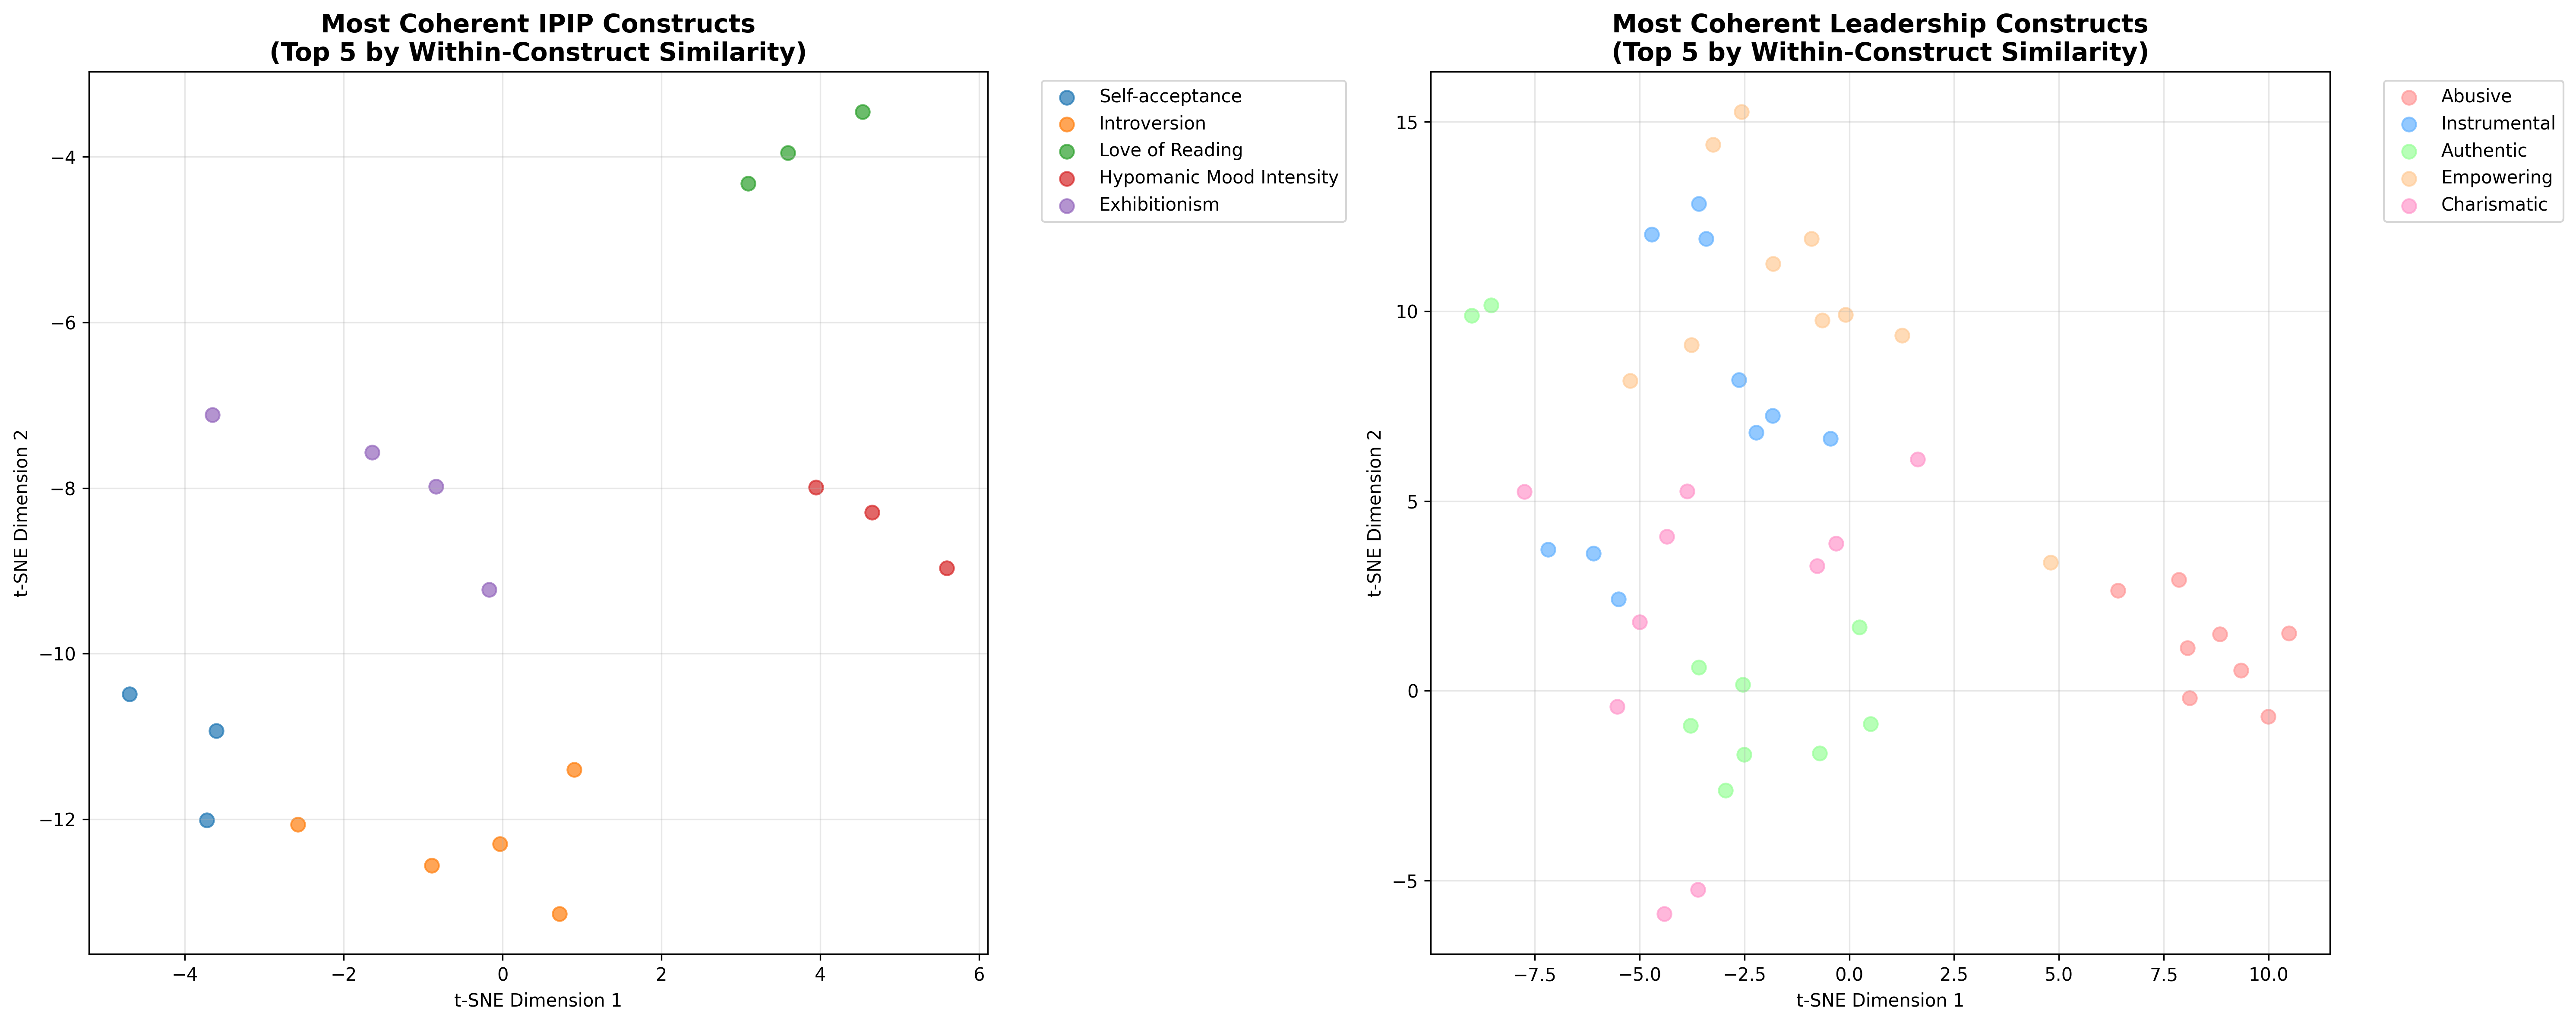 Most Coherent IPIP Constructs
(Top 5 by Within-Construct Similarity)
t-SNE Dimension 2
−4
−6
−8
−10
−12
−4
−2
0
2
4
6
t-SNE Dimension 1
Self-acceptance
Introversion
Love of Reading
Hypomanic Mood Intensity
Exhibitionism
Most Coherent Leadership Constructs
(Top 5 by Within-Construct Similarity)
t-SNE Dimension 2
15
10
5
0
−5
−7.5
−5.0
−2.5
0.0
2.5
5.0
7.5
10.0
t-SNE Dimension 1
Abusive
Instrumental
Authentic
Empowering
Charismatic